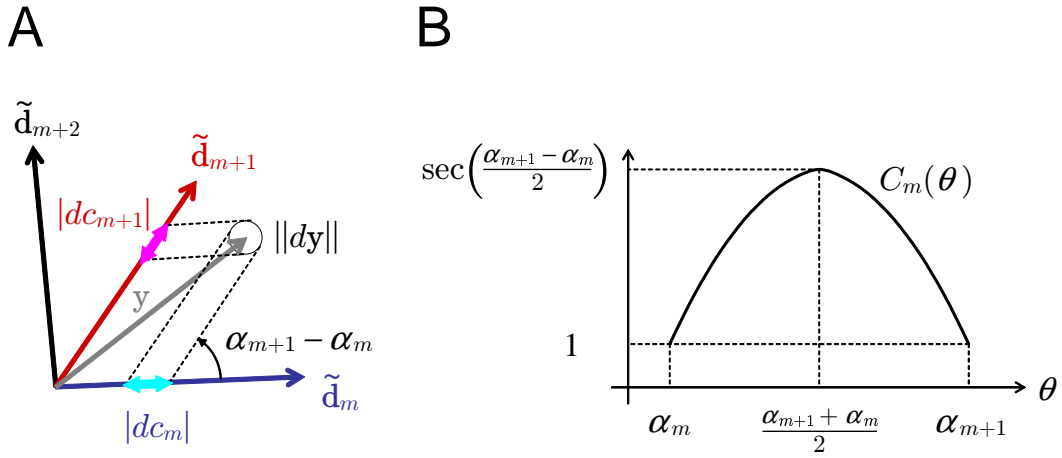 A
B
d̃ₘ₊₂
d̃ₘ₊₁
|dcₘ₊₁|
||d𝐲||
y
αₘ₊₁ − αₘ
d̃ₘ
|dcₘ|
sec((αₘ₊₁ − αₘ)/2)
Cₘ(θ)
1
θ
αₘ
(αₘ₊₁ + αₘ)/2
αₘ₊₁